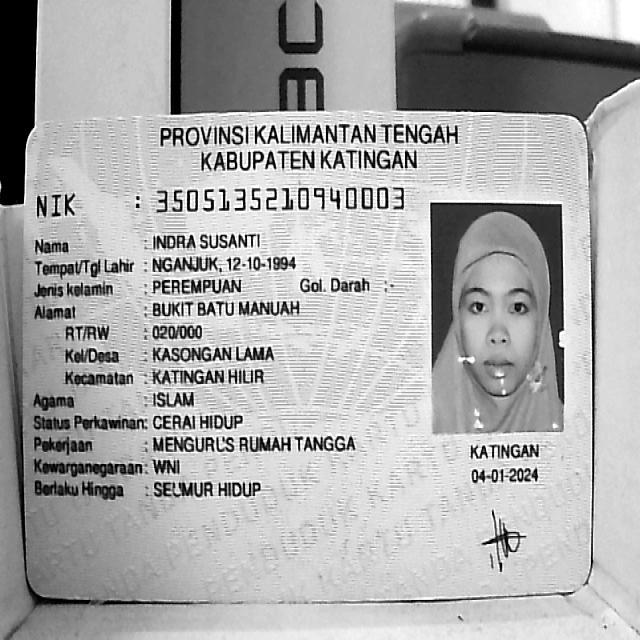 PROVINSI KALIMANTAN TENGAH
KABUPATEN KATINGAN
NIK : 3505135210940003
Nama : INDRA SUSANTI
Tempat/Tgl Lahir : NGANJUK, 12-10-1994
Jenis kelamin : PEREMPUAN Gol. Darah :-
Alamat : BUKIT BATU MANUAH
RT/RW : 020/000
Kel/Desa : KASONGAN LAMA
Kecamatan : KATINGAN HILIR
Agama : ISLAM
Status Perkawinan: CERAI HIDUP
Pekerjaan : MENGURUS RUMAH TANGGA
Kewarganegaraan: WNI
Berlaku Hingga : SEUMUR HIDUP
KATINGAN
04-01-2024